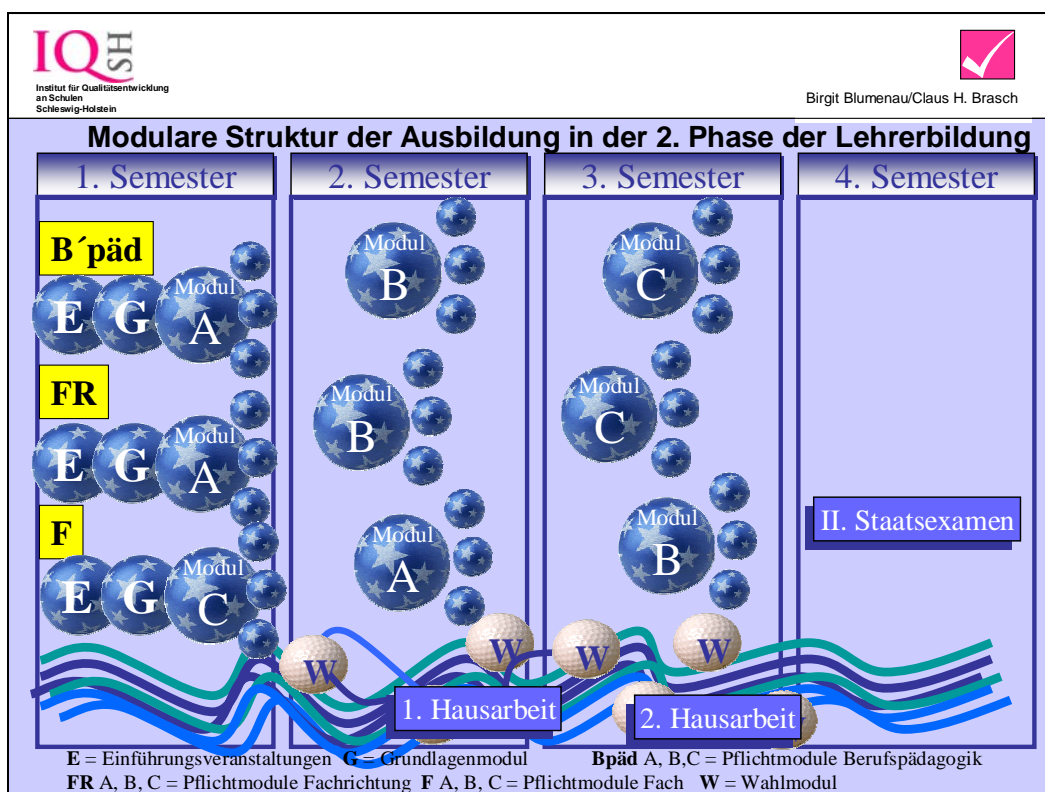 IQ SH
Institut für Qualitätsentwicklung
an Schulen
Schleswig-Holstein
Birgit Blumenau/Claus H. Brasch
Modulare Struktur der Ausbildung in der 2. Phase der Lehrerbildung
1. Semester 2. Semester 3. Semester 4. Semester
B´päd
E G Modul A
Modul B
Modul C
FR
E G Modul A
Modul B
Modul C
F
E G Modul C
Modul A
Modul B
II. Staatsexamen
W W W W
1. Hausarbeit
2. Hausarbeit
E = Einführungsveranstaltungen G = Grundlagenmodul Bpäd A, B,C = Pflichtmodule Berufspädagogik
FR A, B, C = Pflichtmodule Fachrichtung F A, B, C = Pflichtmodule Fach W = Wahlmodul